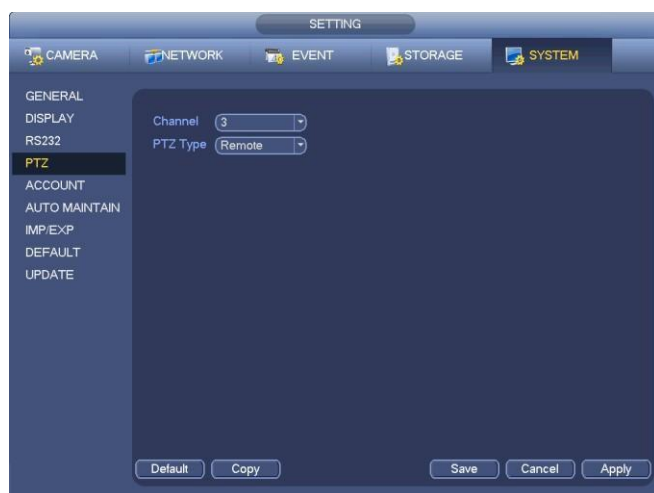 SETTING
CAMERA NETWORK EVENT STORAGE SYSTEM
GENERAL
DISPLAY
RS232
PTZ
ACCOUNT
AUTO MAINTAIN
IMP/EXP
DEFAULT
UPDATE
Channel 3
PTZ Type Remote
Default Copy Save Cancel Apply